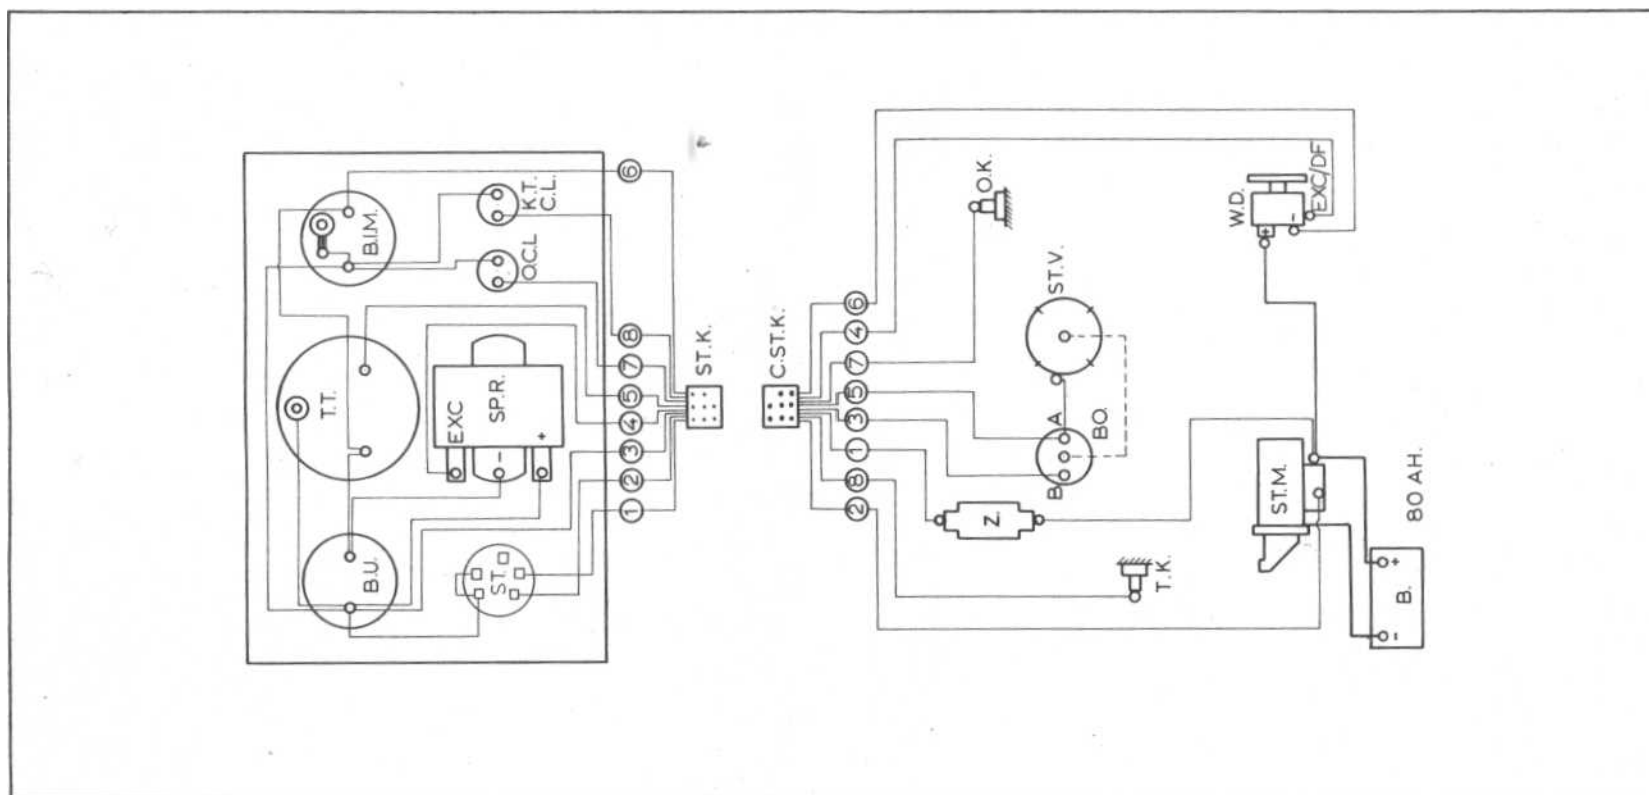 B.I.M.
K.T.
C.L.
O.C.L
T.T.
EXC
SP.R.
-
+
B.U.
ST.
6
8
7
5
4
3
2
1
ST.K.
C.ST.K.
6
4
7
5
3
1
8
2
O.K.
ST.V.
A
BO.
B
Z.
T.K.
W.D.
EXC/DF
+
-
ST.M.
80 AH.
B.
+
-